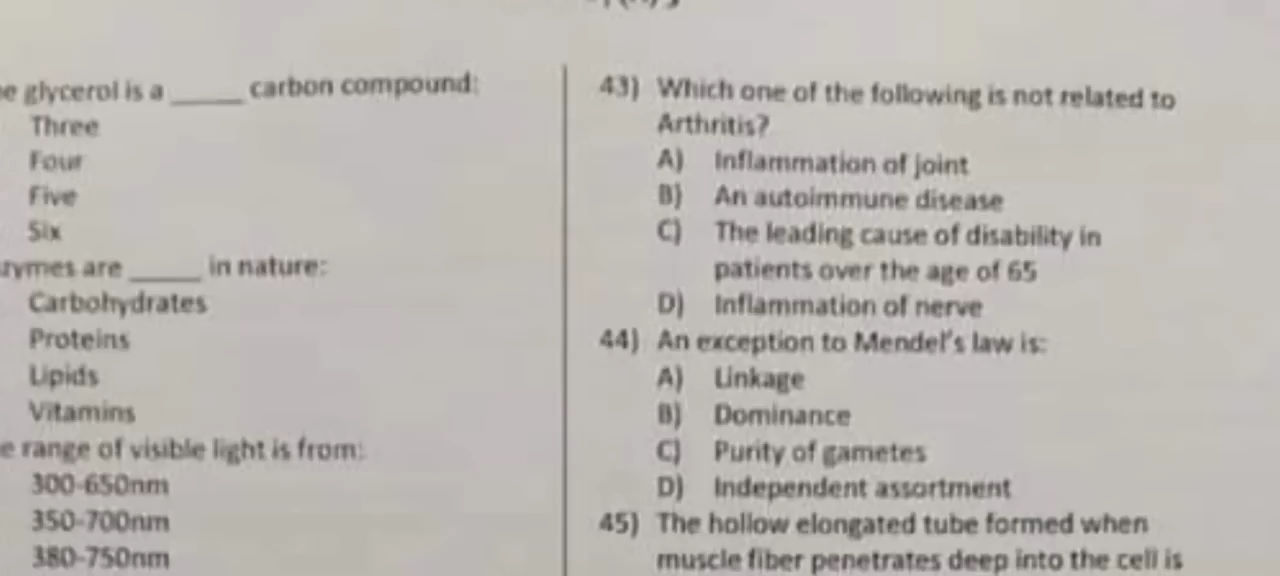 glycerol is a _____ carbon compound:
Three
Four
Five
Six
are _____ in nature:
Carbohydrates
Proteins
Lipids
Vitamins
range of visible light is from:
300-650nm
350-700nm
380-750nm
43) Which one of the following is not related to
Arthritis?
A) Inflammation of joint
B) An autoimmune disease
C) The leading cause of disability in
patients over the age of 65
D) Inflammation of nerve
44) An exception to Mendel's law is:
A) Linkage
B) Dominance
C) Purity of gametes
D) Independent assortment
45) The hollow elongated tube formed when
muscle fiber penetrates deep into the cell is